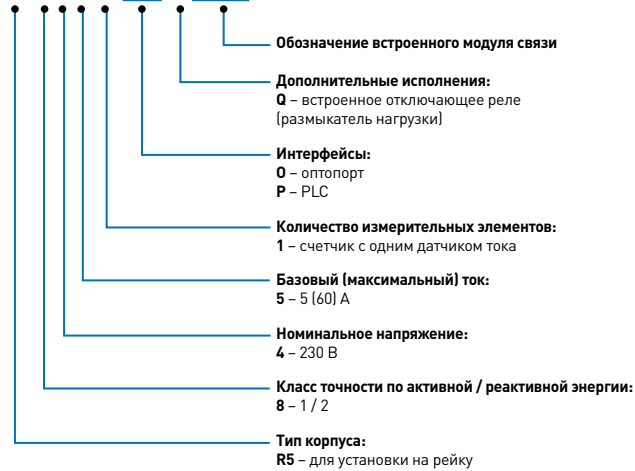 Обозначение встроенного модуля связи
Дополнительные исполнения:
Q – встроенное отключающее реле
(размыкатель нагрузки)
Интерфейсы:
O – оптопорт
P – PLC
Количество измерительных элементов:
1 – счетчик с одним датчиком тока
Базовый (максимальный) ток:
5 – 5 (60) А
Номинальное напряжение:
4 – 230 В
Класс точности по активной / реактивной энергии:
8 – 1 / 2
Тип корпуса:
R5 – для установки на рейку